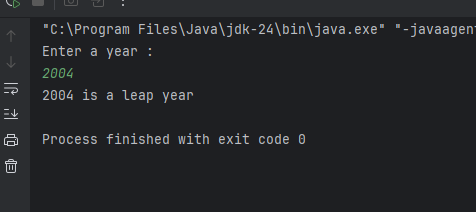 "C:\Program Files\Java\jdk-24\bin\java.exe" "-javaagent
Enter a year :
2004
2004 is a leap year
Process finished with exit code 0